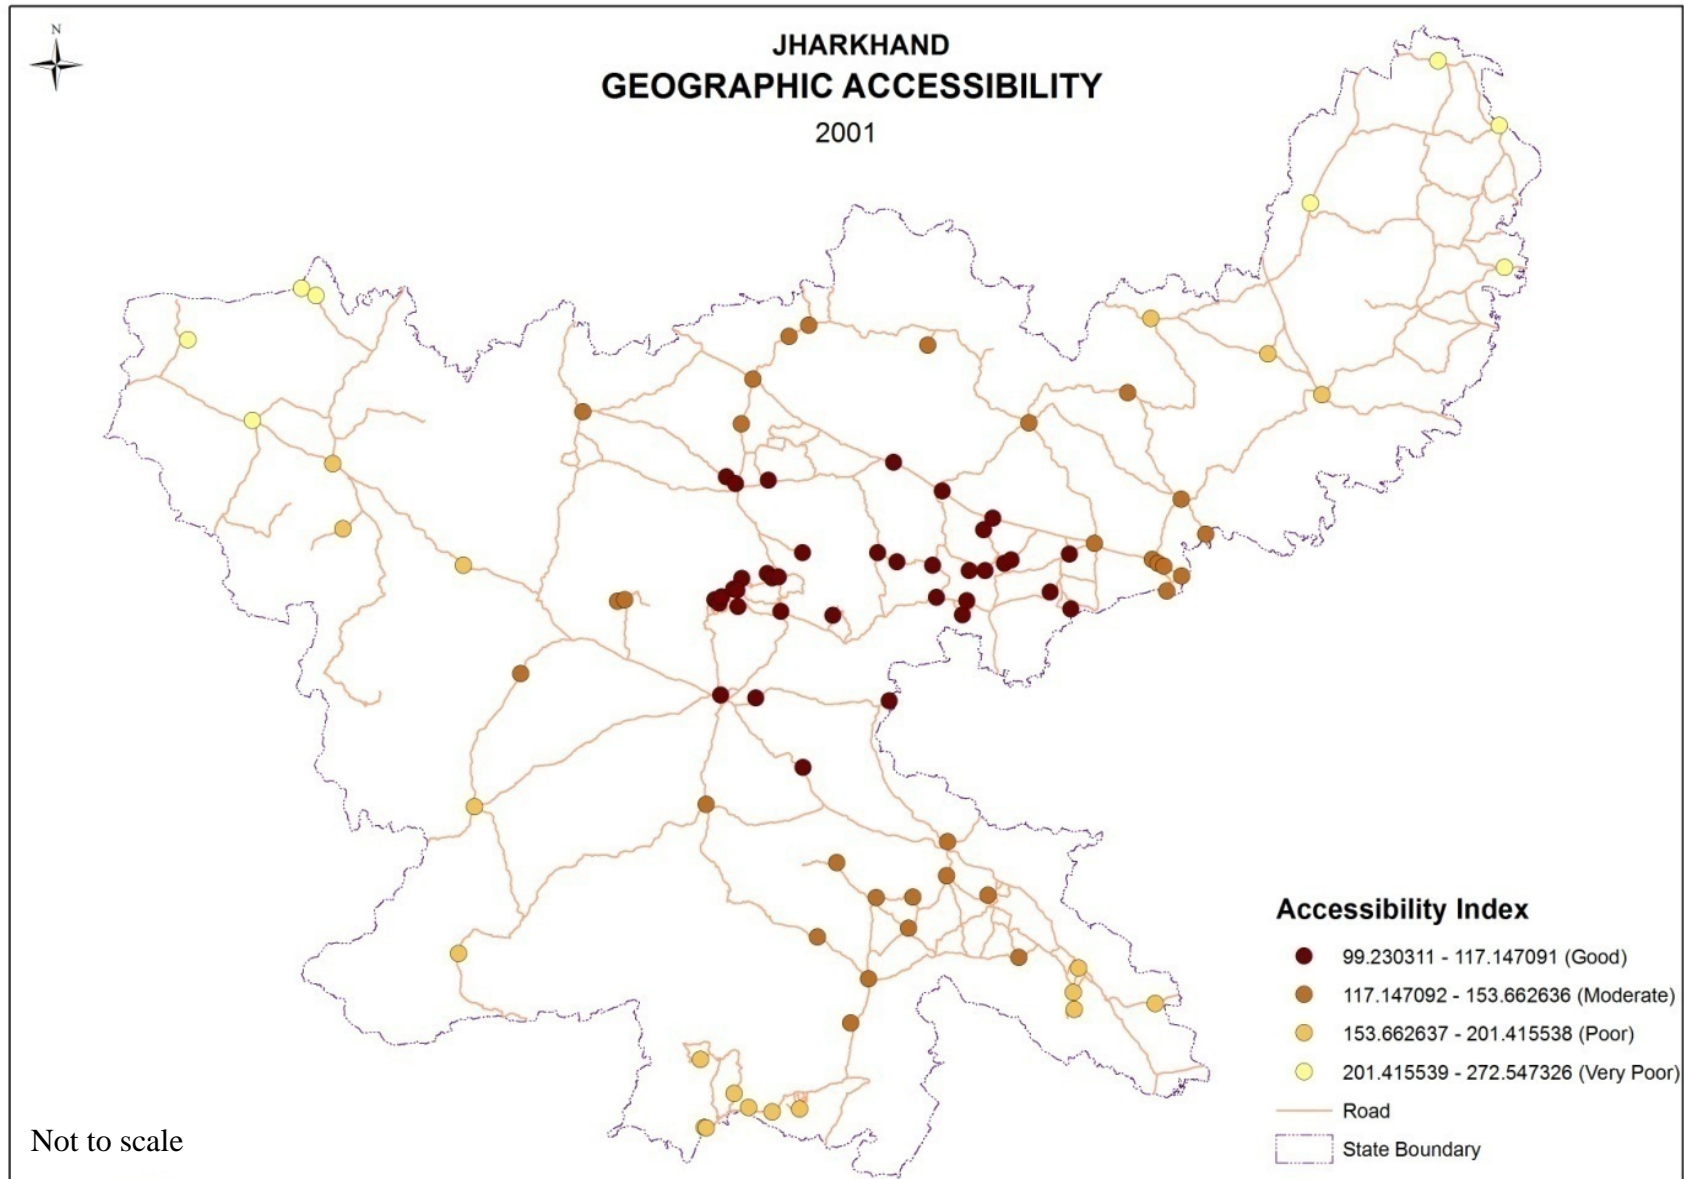 N
JHARKHAND
GEOGRAPHIC ACCESSIBILITY
2001
Accessibility Index
99.230311 - 117.147091 (Good)
117.147092 - 153.662636 (Moderate)
153.662637 - 201.415538 (Poor)
201.415539 - 272.547326 (Very Poor)
Road
State Boundary
Not to scale